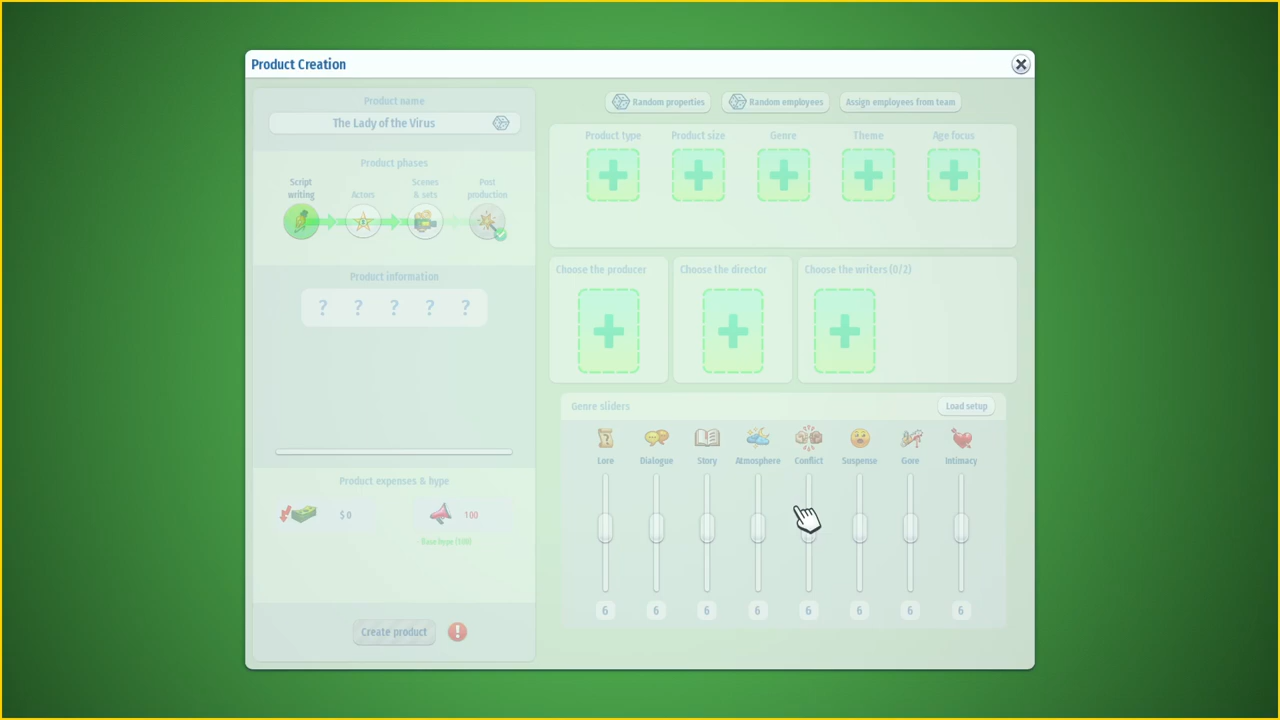 Product Creation
Product name
The Lady of the Virus
Product phases
Script
writing
Actors
Scenes
& sets
Post
production
Product information
? ? ? ? ?
Product expenses & hype
$ 0
100
- Base hype (100)
Create product
!
Random properties
Random employees
Assign employees from team
Product type
Product size
Genre
Theme
Age focus
Choose the producer
Choose the director
Choose the writers (0/2)
Genre sliders
Load setup
Lore Dialogue Story Atmosphere Conflict Suspense Gore Intimacy
6 6 6 6 6 6 6 6